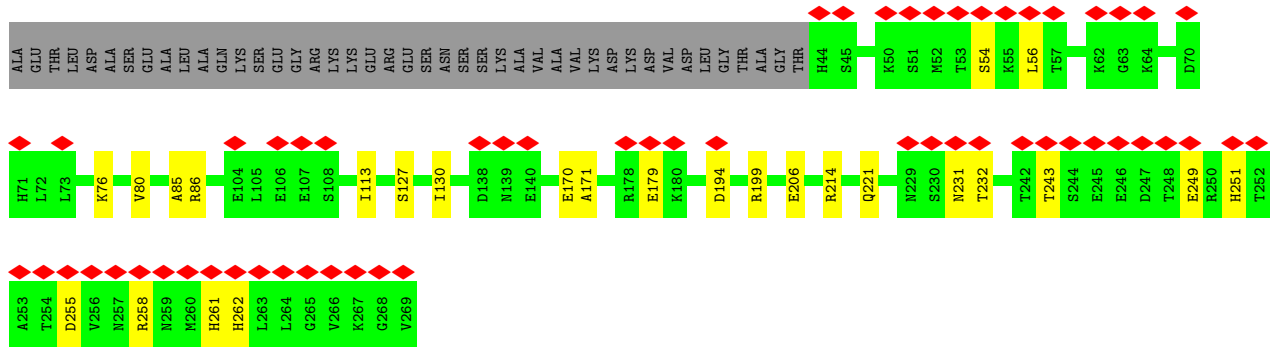 ALA GLU THR LEU ASP ALA SER GLU ALA LEU ALA GLN LYS SER GLU GLY ARG LYS LYS GLU ARG GLU SER ASN SER SER LYS ALA VAL ALA VAL LYS ASP LYS ASP VAL ASP LEU GLY THR ALA GLY THR H44 S45 K50 S51 M52 T53 S54 K55 L56 T57 K62 G63 K64 D70
H71 L72 L73 K76 V80 A85 R86 E104 L105 E106 E107 S108 I113 S127 I130 D138 N139 E140 E170 A171 R178 E179 K180 D194 R199 E206 R214 Q221 N229 S230 N231 T232 T242 T243 S244 E245 E246 D247 T248 E249 R250 H251 T252
A253 T254 D255 V256 N257 R258 N259 M260 H261 H262 L263 L264 G265 V266 K267 G268 V269